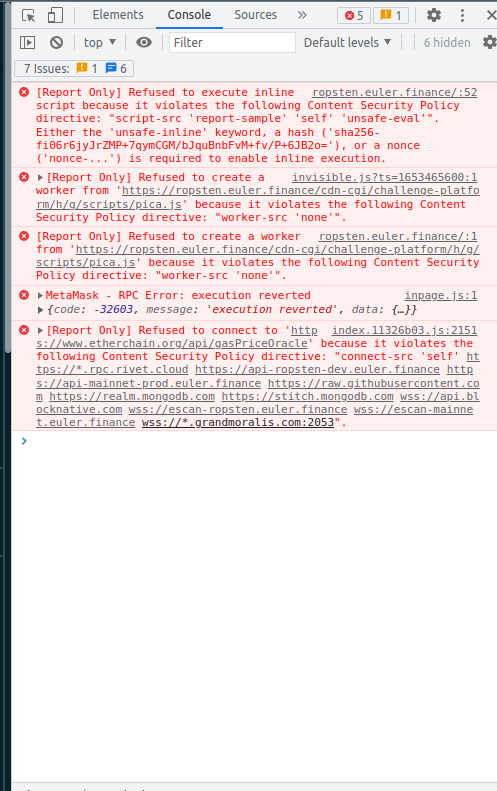 Elements Console Sources » 5 1
top ▼ Filter Default levels ▼ 6 hidden
7 Issues: 1 6
[Report Only] Refused to execute inline ropsten.euler.finance/:52
script because it violates the following Content Security Policy
directive: "script-src 'report-sample' 'self' 'unsafe-eval'".
Either the 'unsafe-inline' keyword, a hash ('sha256-
fi06r6jyJrZMP+7qymCGM/bJquBnbFvM+fv/P+6JB2o='), or a nonce
('nonce-...') is required to enable inline execution.
[Report Only] Refused to create a invisible.js?ts=1653465600:1
worker from 'https://ropsten.euler.finance/cdn-cgi/challenge-platfo
rm/h/g/scripts/pica.js' because it violates the following Content
Security Policy directive: "worker-src 'none'".
[Report Only] Refused to create a worker ropsten.euler.finance/:1
from 'https://ropsten.euler.finance/cdn-cgi/challenge-platform/h/g/
scripts/pica.js' because it violates the following Content Security
Policy directive: "worker-src 'none'".
MetaMask - RPC Error: execution reverted inpage.js:1
{code: -32603, message: 'execution reverted', data: {…}}
[Report Only] Refused to connect to 'http index.11326b03.js:2151
s://www.etherchain.org/api/gasPriceOracle' because it violates the
following Content Security Policy directive: "connect-src 'self' ht
tps://*.rpc.rivet.cloud https://api-ropsten-dev.euler.finance http
s://api-mainnet-prod.euler.finance https://raw.githubusercontent.co
m https://realm.mongodb.com https://stitch.mongodb.com wss://api.bl
ocknative.com wss://escan-ropsten.euler.finance wss://escan-mainne
t.euler.finance wss://*.grandmoralis.com:2053".